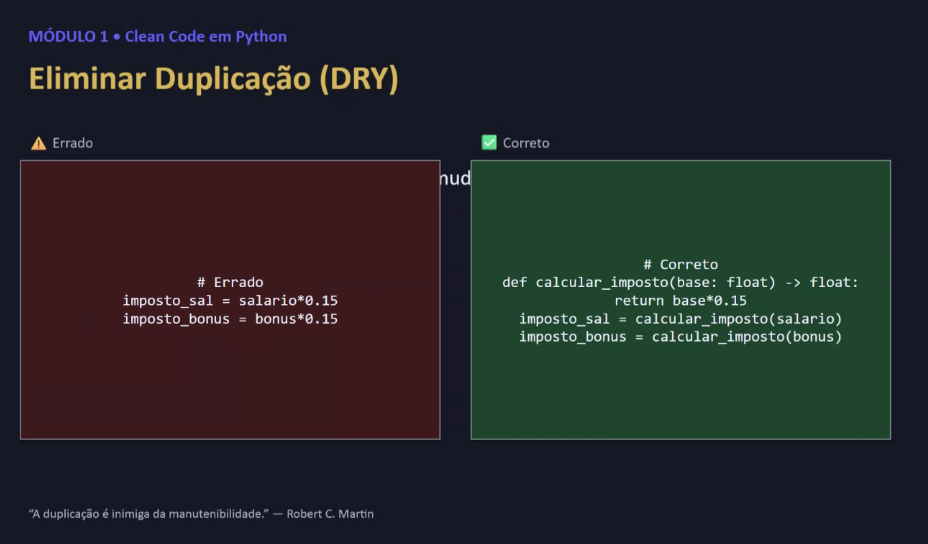 MÓDULO 1 • Clean Code em Python
Eliminar Duplicação (DRY)
Errado
# Errado
imposto_sal = salario*0.15
imposto_bonus = bonus*0.15
Correto
# Correto
def calcular_imposto(base: float) -> float:
return base*0.15
imposto_sal = calcular_imposto(salario)
imposto_bonus = calcular_imposto(bonus)
“A duplicação é inimiga da manutenibilidade.” — Robert C. Martin